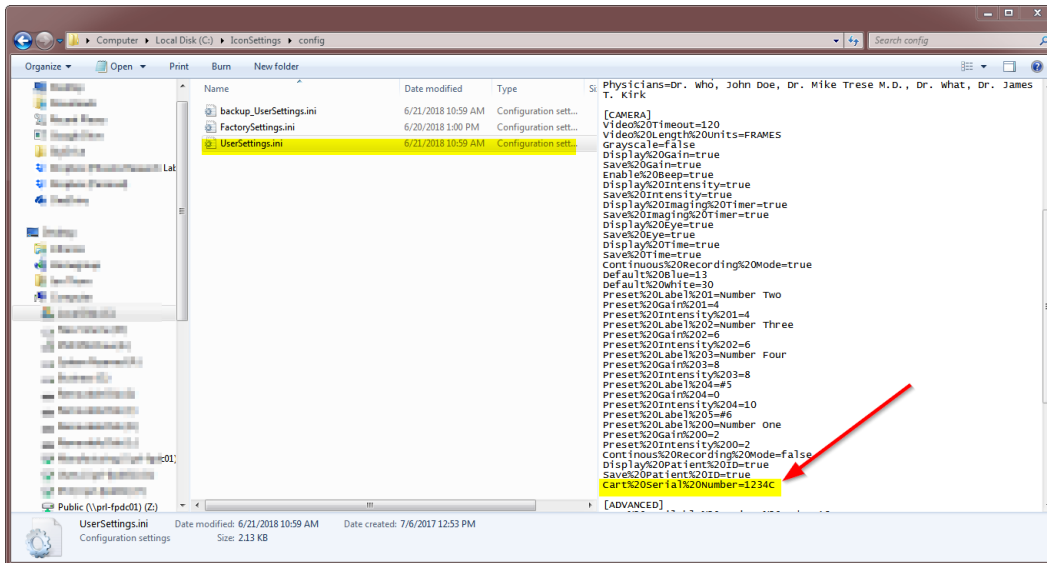 Computer ▸ Local Disk (C:) ▸ IconSettings ▸ config
Search config
Organize Open Print Burn New folder
Name Date modified Type Si
backup_UserSettings.ini 6/21/2018 10:59 AM Configuration sett...
FactorySettings.ini 6/20/2018 1:00 PM Configuration sett...
UserSettings.ini 6/21/2018 10:59 AM Configuration sett...
Lab
c01)
Public (\\prl-fpdc01) (Z:)
Physicians=Dr. Who, John Doe, Dr. Mike Trese M.D., Dr. What, Dr. James
T. Kirk
[CAMERA]
Video%20Timeout=120
Video%20Length%20Units=FRAMES
Grayscale=false
Display%20Gain=true
Save%20Gain=true
Enable%20Beep=true
Display%20Intensity=true
Save%20Intensity=true
Display%20Imaging%20Timer=true
Save%20Imaging%20Timer=true
Display%20Eye=true
Save%20Eye=true
Display%20Time=true
Save%20Time=true
Continuous%20Recording%20Mode=true
Default%20Blue=13
Default%20White=30
Preset%20Label%201=Number Two
Preset%20Gain%201=4
Preset%20Intensity%201=4
Preset%20Label%202=Number Three
Preset%20Gain%202=6
Preset%20Intensity%202=6
Preset%20Label%203=Number Four
Preset%20Gain%203=8
Preset%20Intensity%203=8
Preset%20Label%204=#5
Preset%20Gain%204=0
Preset%20Intensity%204=10
Preset%20Label%205=#6
Preset%20Label%200=Number One
Preset%20Gain%200=2
Preset%20Intensity%200=2
Continous%20Recording%20Mode=false
Display%20Patient%20ID=true
Save%20Patient%20ID=true
Cart%20Serial%20Number=1234C
[ADVANCED]
UserSettings.ini Date modified: 6/21/2018 10:59 AM Date created: 7/6/2017 12:53 PM
Configuration settings Size: 2.13 KB